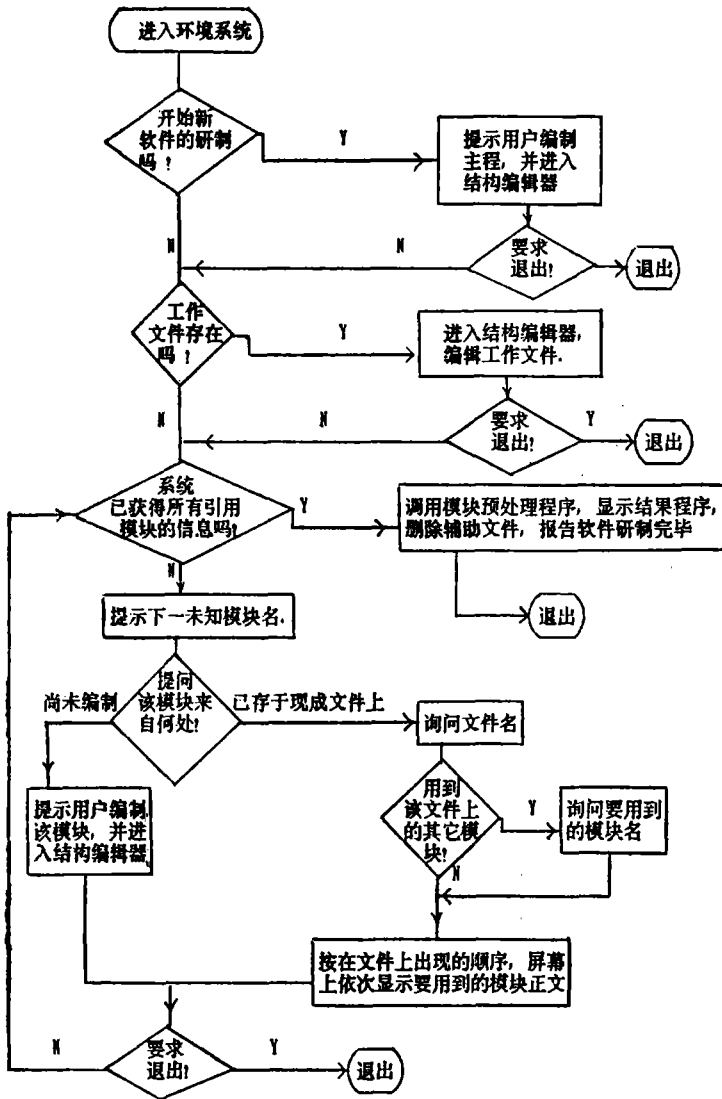 进入环境系统
开始新
软件的研制
吗?
Y
提示用户编制
主程,并进入
结构编辑器
N
N
要求
退出?
退出
工作
文件存在
吗?
Y
进入结构编辑器,
编辑工作文件.
N
N
要求
退出?
Y
退出
系统
已获得所有引用
模块的信息吗?
Y
调用模块预处理程序,显示结果程序,
删除辅助文件,报告软件研制完毕
N
退出
提示下一未知模块名.
提问
该模块来
自何处?
尚未编制
已存于现成文件上
询问文件名
提示用户编制
该模块,并进
入结构编辑器
用到
该文件上
的其它模
块?
Y
询问要用到
的模块名
N
按在文件上出现的顺序,屏幕
上依次显示要用到的模块正文
N
要求
退出?
Y
退出